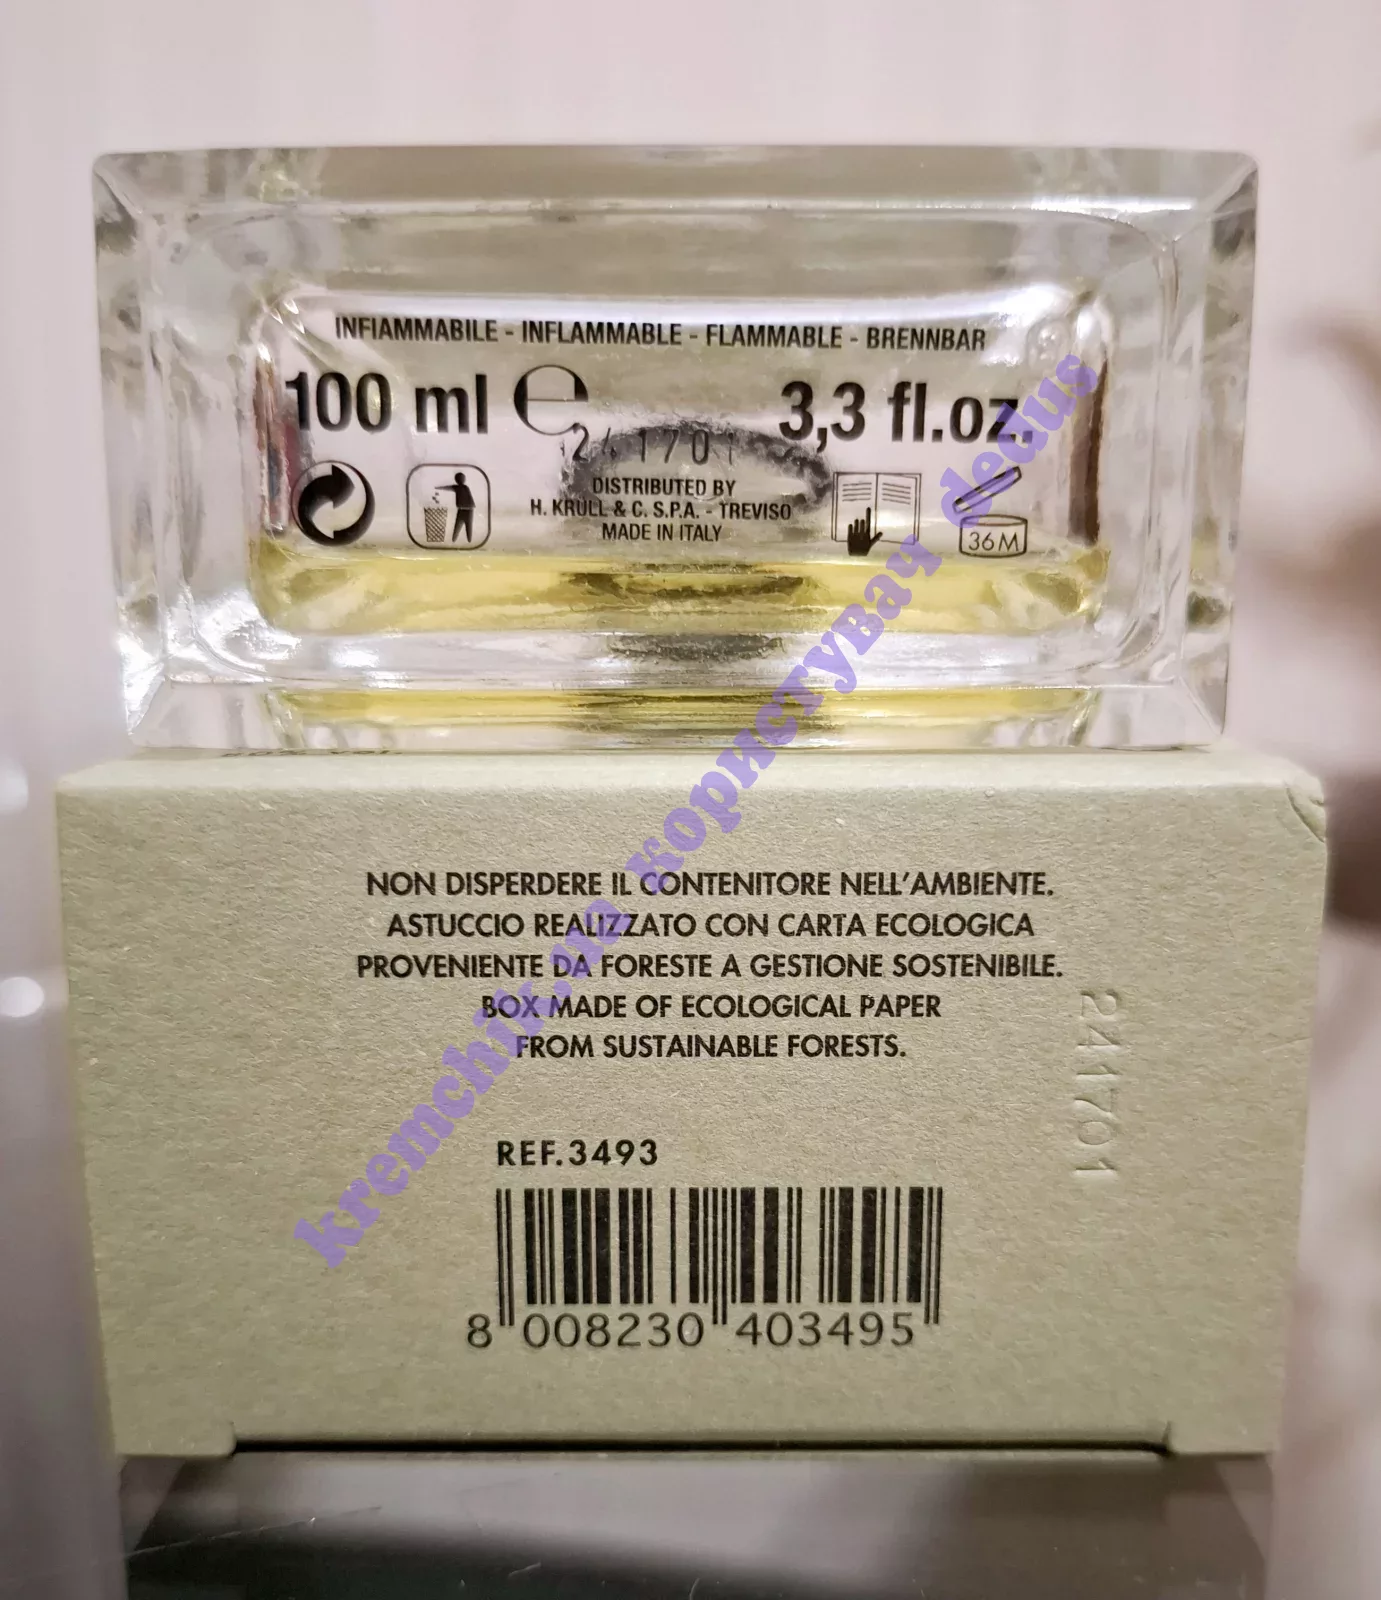 INFIAMMABILE - INFLAMMABLE - FLAMMABLE - BRENNBAR
100 ml e 3,3 fl.oz.
241701
DISTRIBUTED BY
H. KRÜLL & C. S.P.A. - TREVISO
MADE IN ITALY
36M
NON DISPERDERE IL CONTENITORE NELL'AMBIENTE.
ASTUCCIO REALIZZATO CON CARTA ECOLOGICA
PROVENIENTE DA FORESTE A GESTIONE SOSTENIBILE.
BOX MADE OF ECOLOGICAL PAPER
FROM SUSTAINABLE FORESTS.
241701
REF.3493
8 008230 403495
kremchik.ua користувач dedus